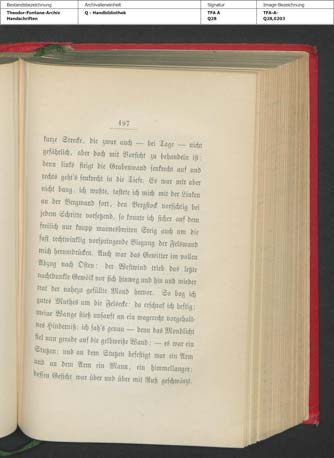 Bestandsbezeichnung Archivalieneinheit Signatur Image-Bezeichnung
Theodor-Fontane-Archiv Q - Handbibliothek TFA A TFA-A-
Handschriften Q28 Q28,0203
197
kurze Strecke, die zwar auch — bei Tage — nicht
gefährlich, aber doch mit Vorsicht zu behandeln ist:
denn links steigt die Grabenwand senkrecht auf und
rechts geht's senkrecht in die Tiefe. Es war mir aber
nicht bang: ich wußte, tastete ich mich mit der Linken
an der Bergwand fort, den Bergstock vorsichtig bei
jedem Schritte vorsetzend, so konnte ich sicher auf dem
freilich nur knapp mannesbreiten Steig auch um die
fast rechtwinklig vorspringende Biegung der Felswand
mich herumdrücken. Auch war das Gewitter im vollen
Abzug nach Osten: der Westwind trieb das letzte
nachtdunkle Gewölk vor sich hinweg und hin und wieder
trat der nahezu gefüllte Mond hervor. So bog ich
gutes Muthes um die Felsecke: da erschrak ich heftig:
meine Wange stieß unsanft an ein wagerecht vorgehalt-
nes Hinderniß: ich sah's genau — denn das Mondlicht
fiel nun gerade auf die gelbweiße Wand: — es war ein
Stutzen: und an dem Stutzen befestigt war ein Arm
und an dem Arm ein Mann, ein himmellanger:
dessen Gesicht war über und über mit Ruß geschwärzt.